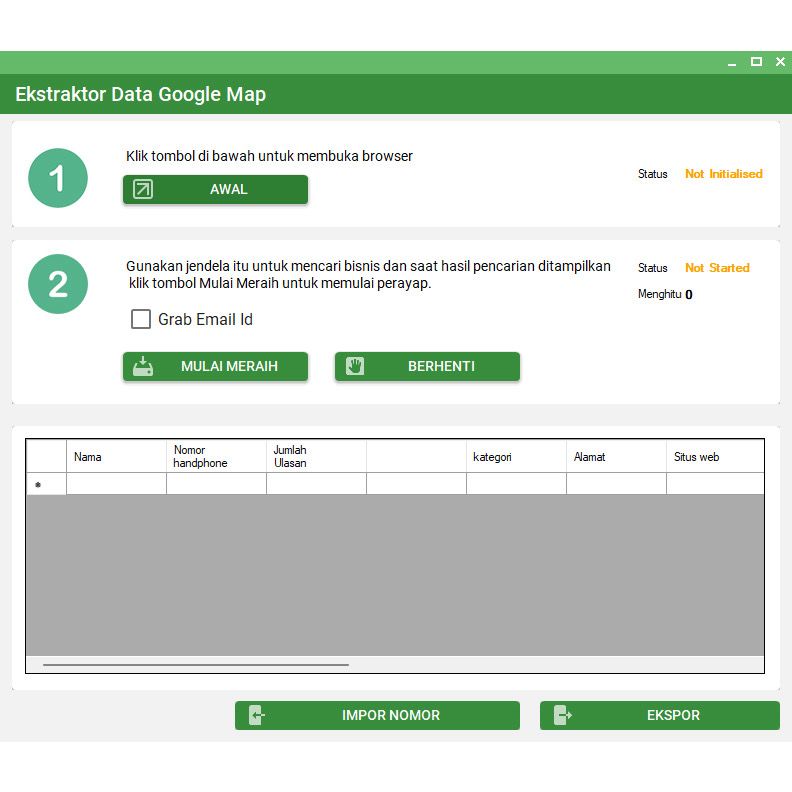 Ekstraktor Data Google Map
1
Klik tombol di bawah untuk membuka browser
AWAL
Status Not Initialised
2
Gunakan jendela itu untuk mencari bisnis dan saat hasil pencarian ditampilkan
klik tombol Mulai Meraih untuk memulai perayap.
Status Not Started
Menghitu 0
Grab Email Id
MULAI MERAIH
BERHENTI
Nama
Nomor
handphone
Jumlah
Ulasan
kategori
Alamat
Situs web
IMPOR NOMOR
EKSPOR